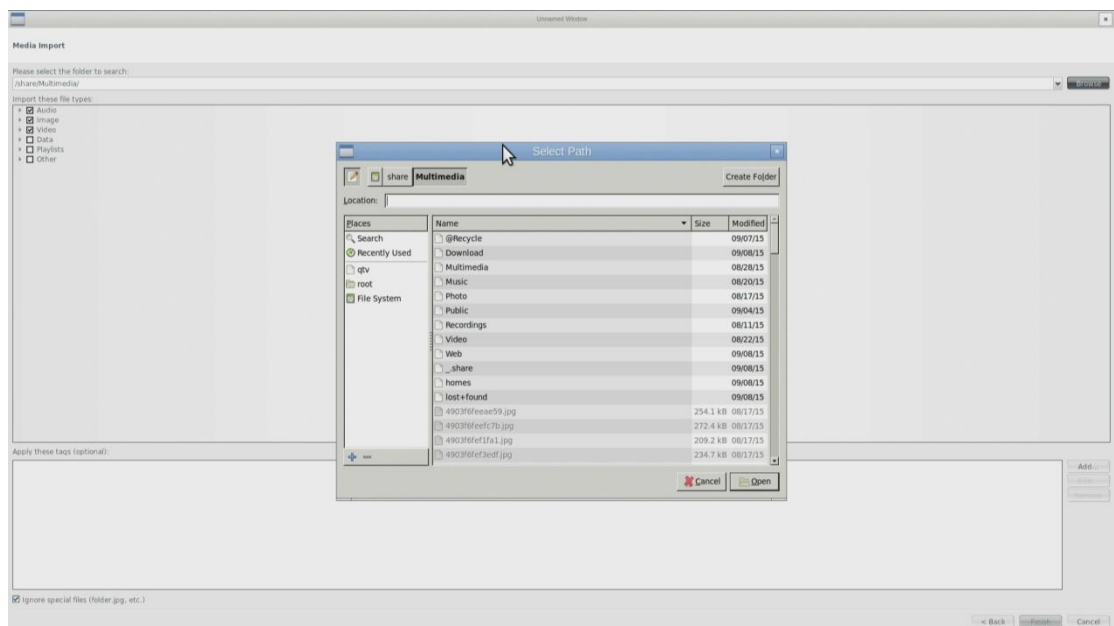 Unnamed Window
Media Import
Please select the folder to search:
/share/Multimedia/
Browse
Import these file types:
Audio
Image
Video
Data
Playlists
Other
Select Path
share Multimedia Create Folder
Location:
Places
Search
Recently Used
qtv
root
File System
Name Size Modified
@Recycle 09/07/15
Download 09/08/15
Multimedia 08/28/15
Music 08/20/15
Photo 08/17/15
Public 09/04/15
Recordings 08/11/15
Video 08/22/15
Web 09/08/15
_.share 09/08/15
homes 09/08/15
lost+found 09/08/15
4903f6feeae59.jpg 254.1 kB 08/17/15
4903f6feefc7b.jpg 272.4 kB 08/17/15
4903f6fef1fa1.jpg 209.2 kB 08/17/15
4903f6fef3edf.jpg 234.7 kB 08/17/15
Cancel Open
Apply these tags (optional):
Add...
Remove
Ignore special files (folder.jpg, etc.)
< Back Finish Cancel